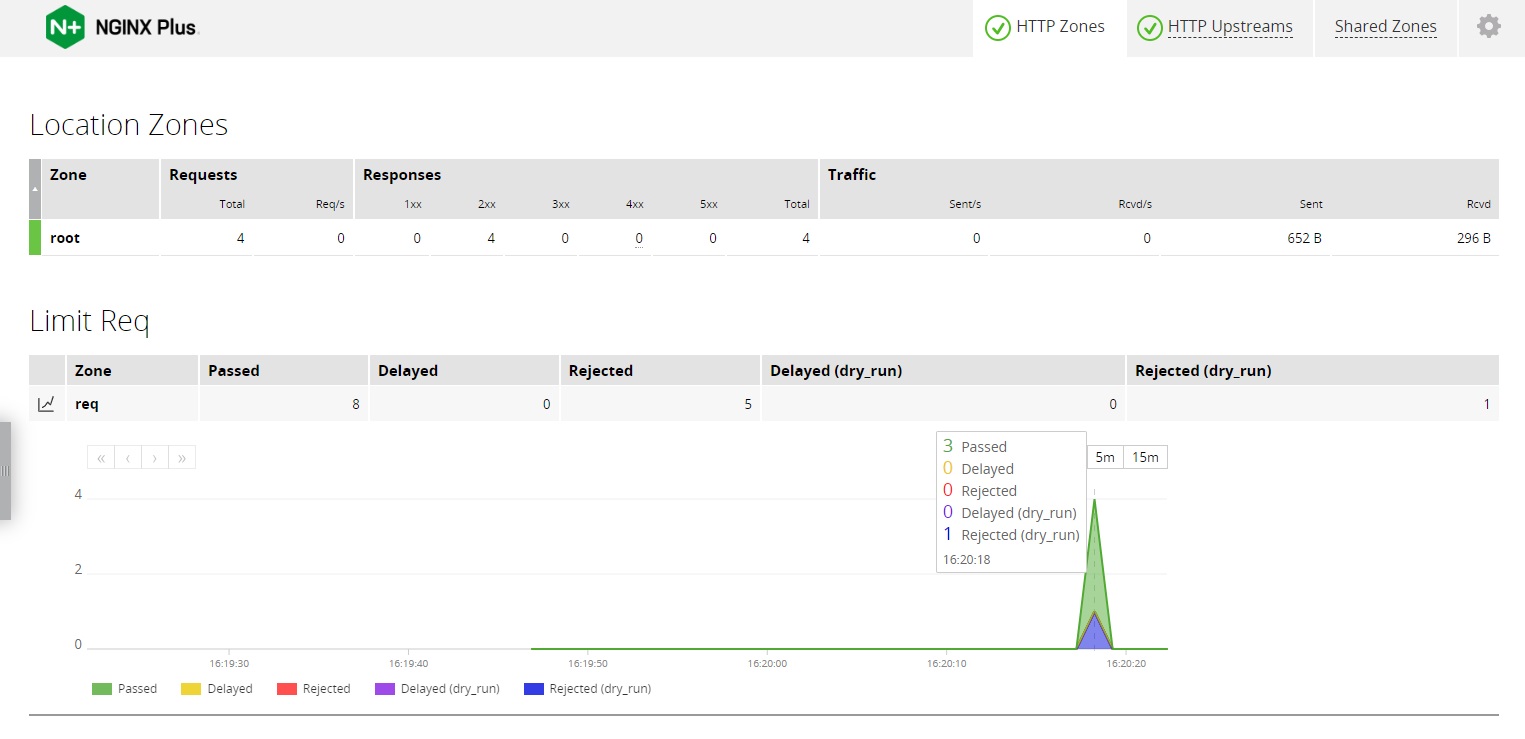 N+ NGINX Plus. HTTP Zones HTTP Upstreams Shared Zones
Location Zones
Zone Requests Responses Traffic
Total Req/s 1xx 2xx 3xx 4xx 5xx Total Sent/s Rcvd/s Sent Rcvd
root 4 0 0 4 0 0 0 4 0 0 652 B 296 B
Limit Req
Zone Passed Delayed Rejected Delayed (dry_run) Rejected (dry_run)
req 8 0 5 0 1
« ‹ › » 5m 15m
3 Passed
0 Delayed
0 Rejected
0 Delayed (dry_run)
1 Rejected (dry_run)
16:20:18
4
2
0
16:19:30 16:19:40 16:19:50 16:20:00 16:20:10 16:20:20
Passed Delayed Rejected Delayed (dry_run) Rejected (dry_run)